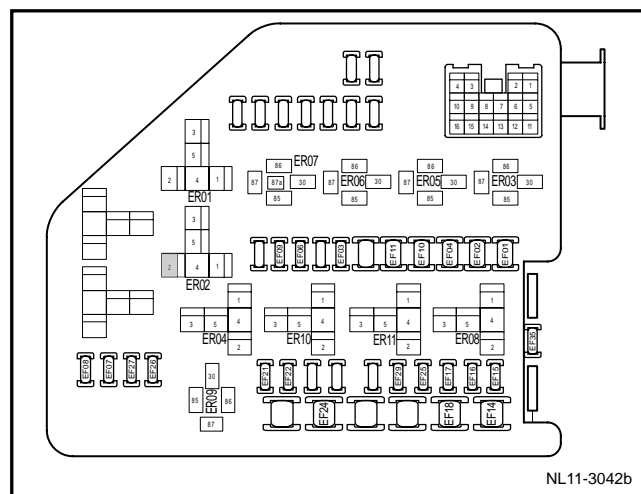 4 3 2 1
10 9 8 7 6 5
16 15 14 13 12 11
3
5
2 4 1
ER01
86
87 87a 30
85
ER07
86
87 30
85
ER06
86
87 30
85
ER05
86
87 30
85
ER03
3
5
2 4 1
ER02
EF09 EF06 EF03 EF11 EF10 EF04 EF02 EF01
1
3 5 4
2
ER04
1
3 5 4
2
ER10
1
3 5 4
2
ER11
1
3 5 4
2
ER08
EF35
EF08 EF07 EF27 EF26
30
85 ER09 86
87
EF21 EF22 EF29 EF25 EF17 EF16 EF15
EF24 EF18 EF14
NL11-3042b